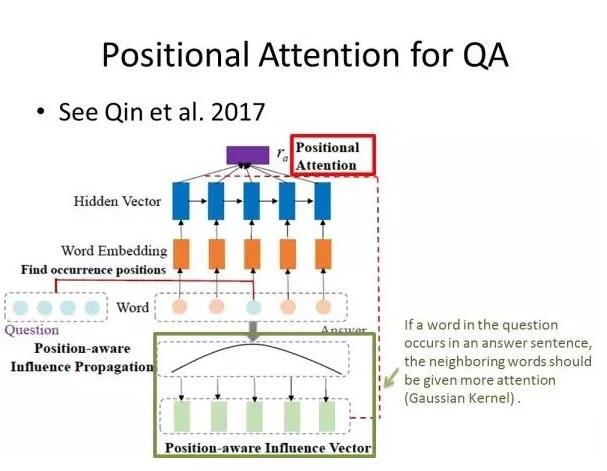 Positional Attention for QA
• See Qin et al. 2017
rₐ
Positional
Attention
Hidden Vector
Word Embedding
Find occurrence positions
Word
Question
Answer
Position-aware
Influence Propagation
If a word in the question
occurs in an answer sentence,
the neighboring words should
be given more attention
(Gaussian Kernel) .
Position-aware Influence Vector